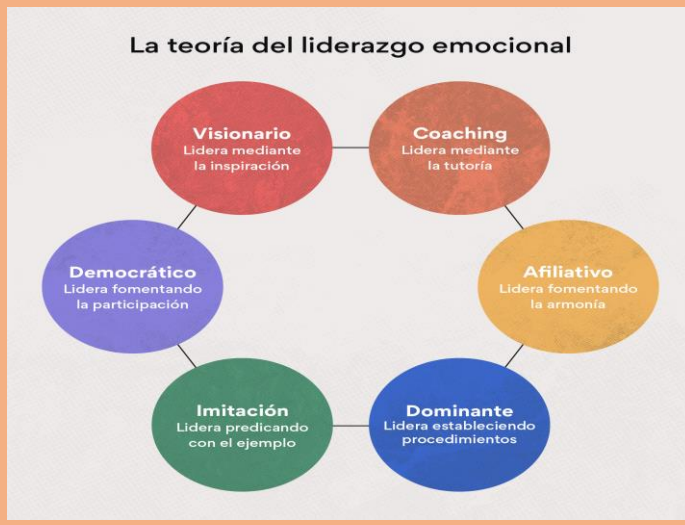 La teoría del liderazgo emocional
Visionario
Lidera mediante
la inspiración
Coaching
Lidera mediante
la tutoría
Democrático
Lidera fomentando
la participación
Afiliativo
Lidera fomentando
la armonía
Imitación
Lidera predicando
con el ejemplo
Dominante
Lidera estableciendo
procedimientos